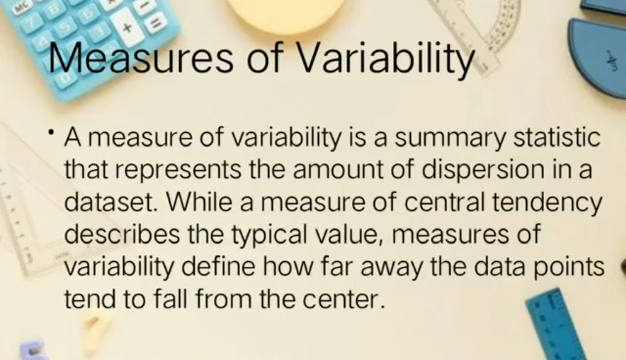 Measures of Variability
• A measure of variability is a summary statistic
that represents the amount of dispersion in a
dataset. While a measure of central tendency
describes the typical value, measures of
variability define how far away the data points
tend to fall from the center.